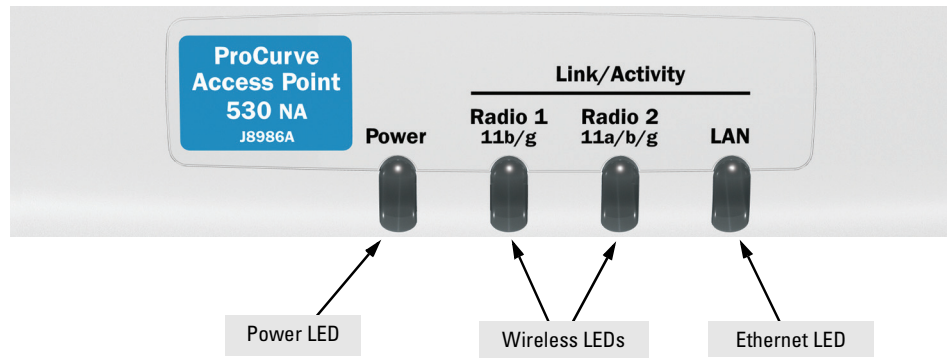 ProCurve
Access Point
530 NA
J8986A
Link/Activity
Power
Radio 1
11b/g
Radio 2
11a/b/g
LAN
Power LED
Wireless LEDs
Ethernet LED